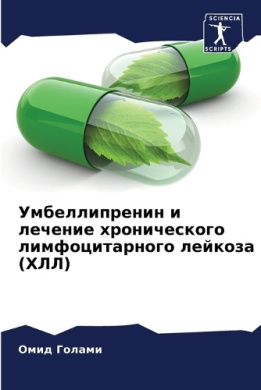 SCIENCIA
SCRIPTS
Умбеллипренин и
лечение хронического
лимфоцитарного лейкоза
(ХЛЛ)
Омид Голами